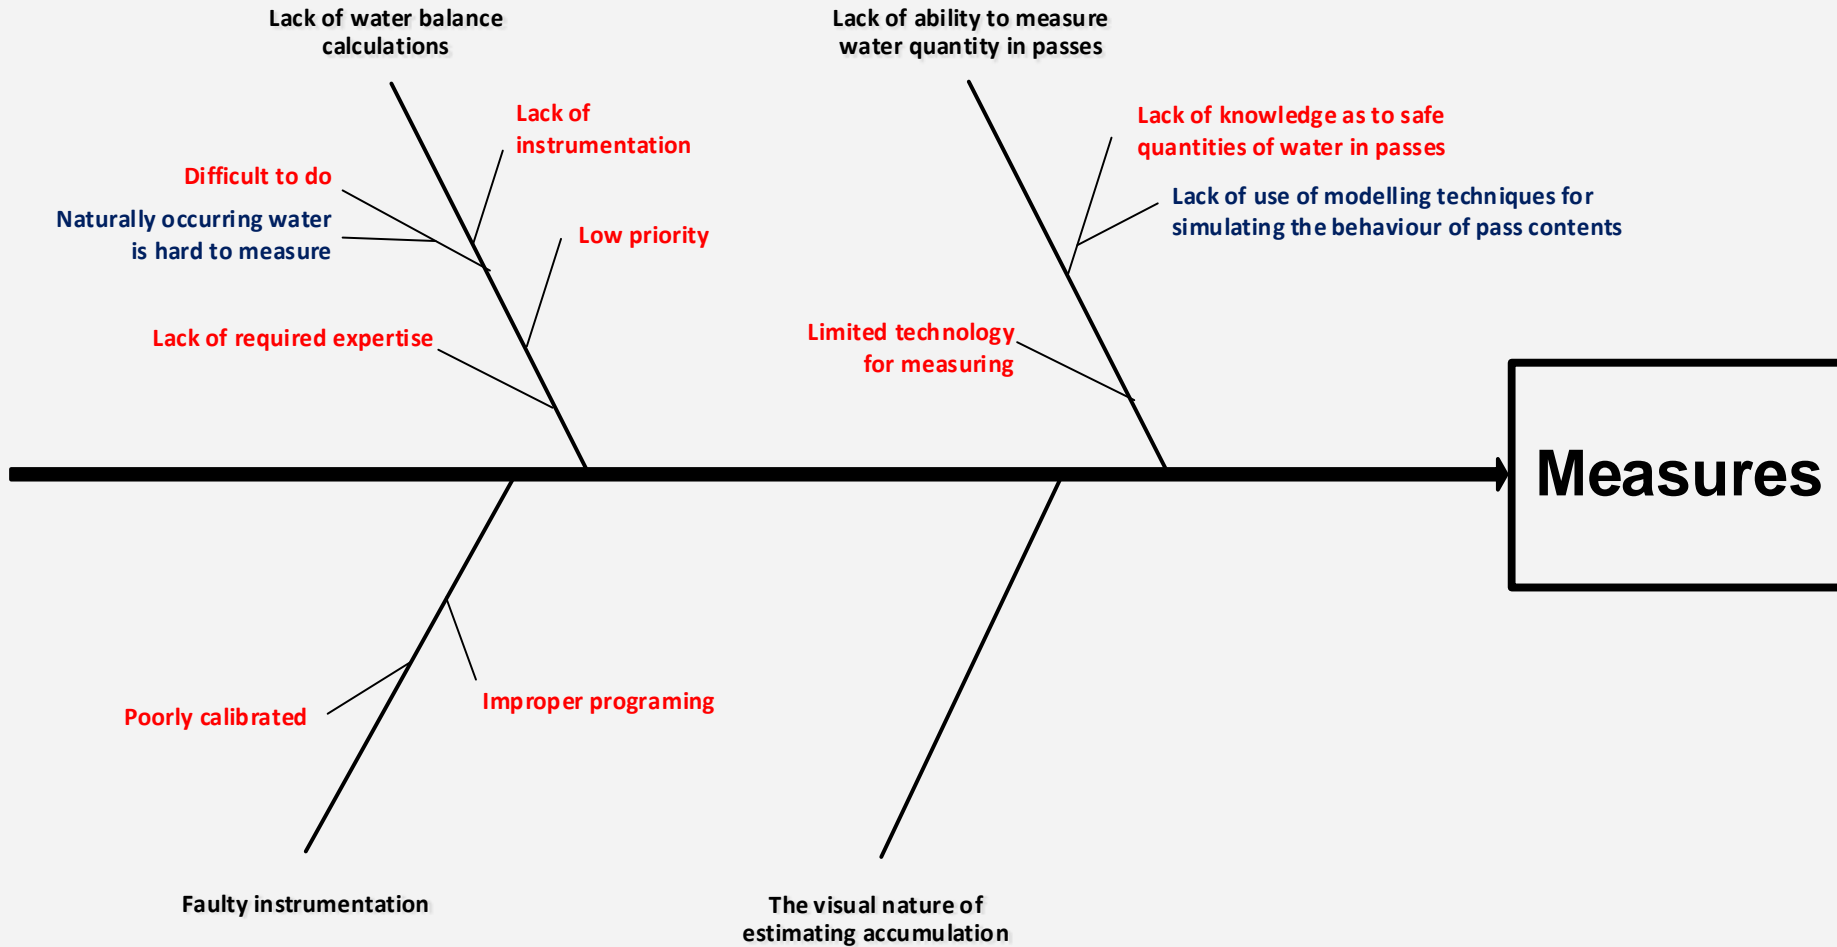 Lack of water balance
calculations
Lack of ability to measure
water quantity in passes
Lack of
instrumentation
Difficult to do
Naturally occurring water
is hard to measure
Low priority
Lack of required expertise
Lack of knowledge as to safe
quantities of water in passes
Lack of use of modelling techniques for
simulating the behaviour of pass contents
Limited technology
for measuring
Measures
Poorly calibrated
Improper programing
Faulty instrumentation
The visual nature of
estimating accumulation